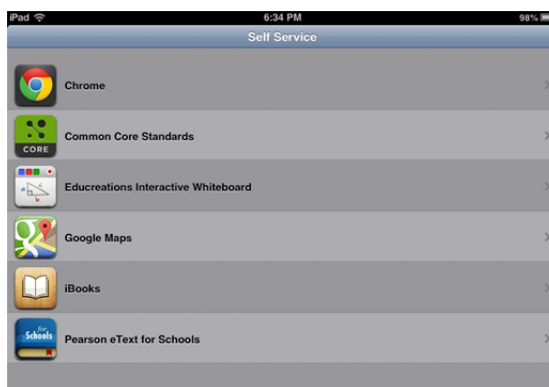 iPad 6:34 PM 98%
Self Service
Chrome
CORE
Common Core Standards
Educreations Interactive Whiteboard
Google Maps
iBooks
for
Schools
Pearson eText for Schools